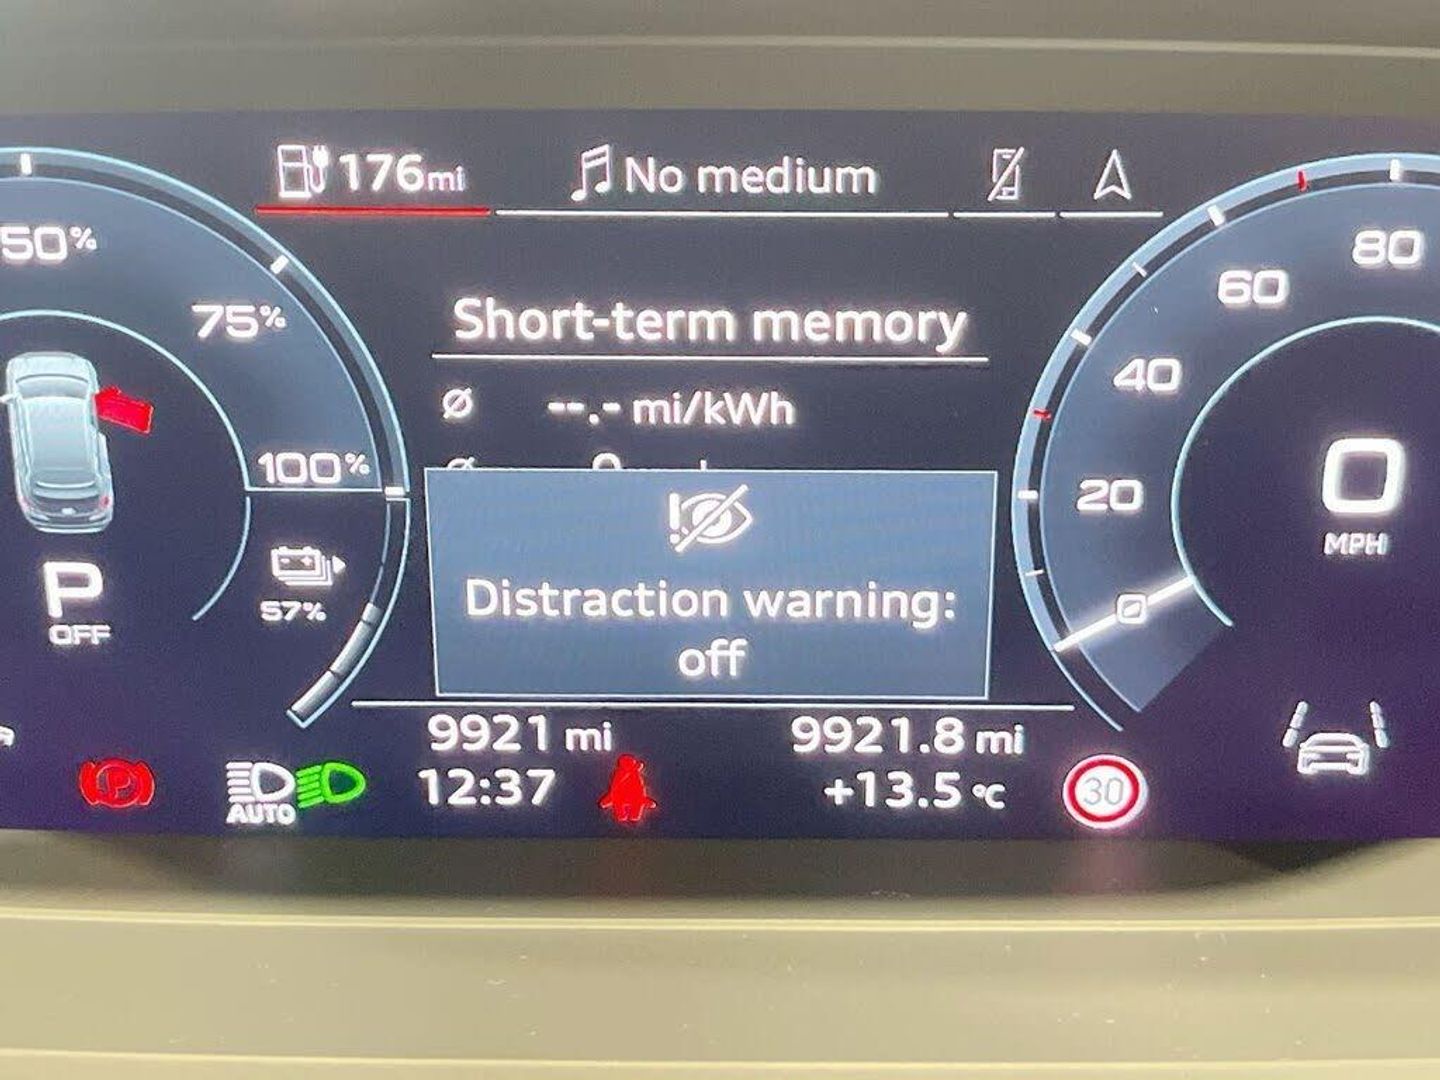 176mi No medium
50% 75% 100%
Short-term memory
Ø --.- mi/kWh
Distraction warning:
off
57%
P
OFF
80
60
40
20
0
0
MPH
9921 mi 9921.8 mi
P AUTO 12:37 +13.5 °C 30